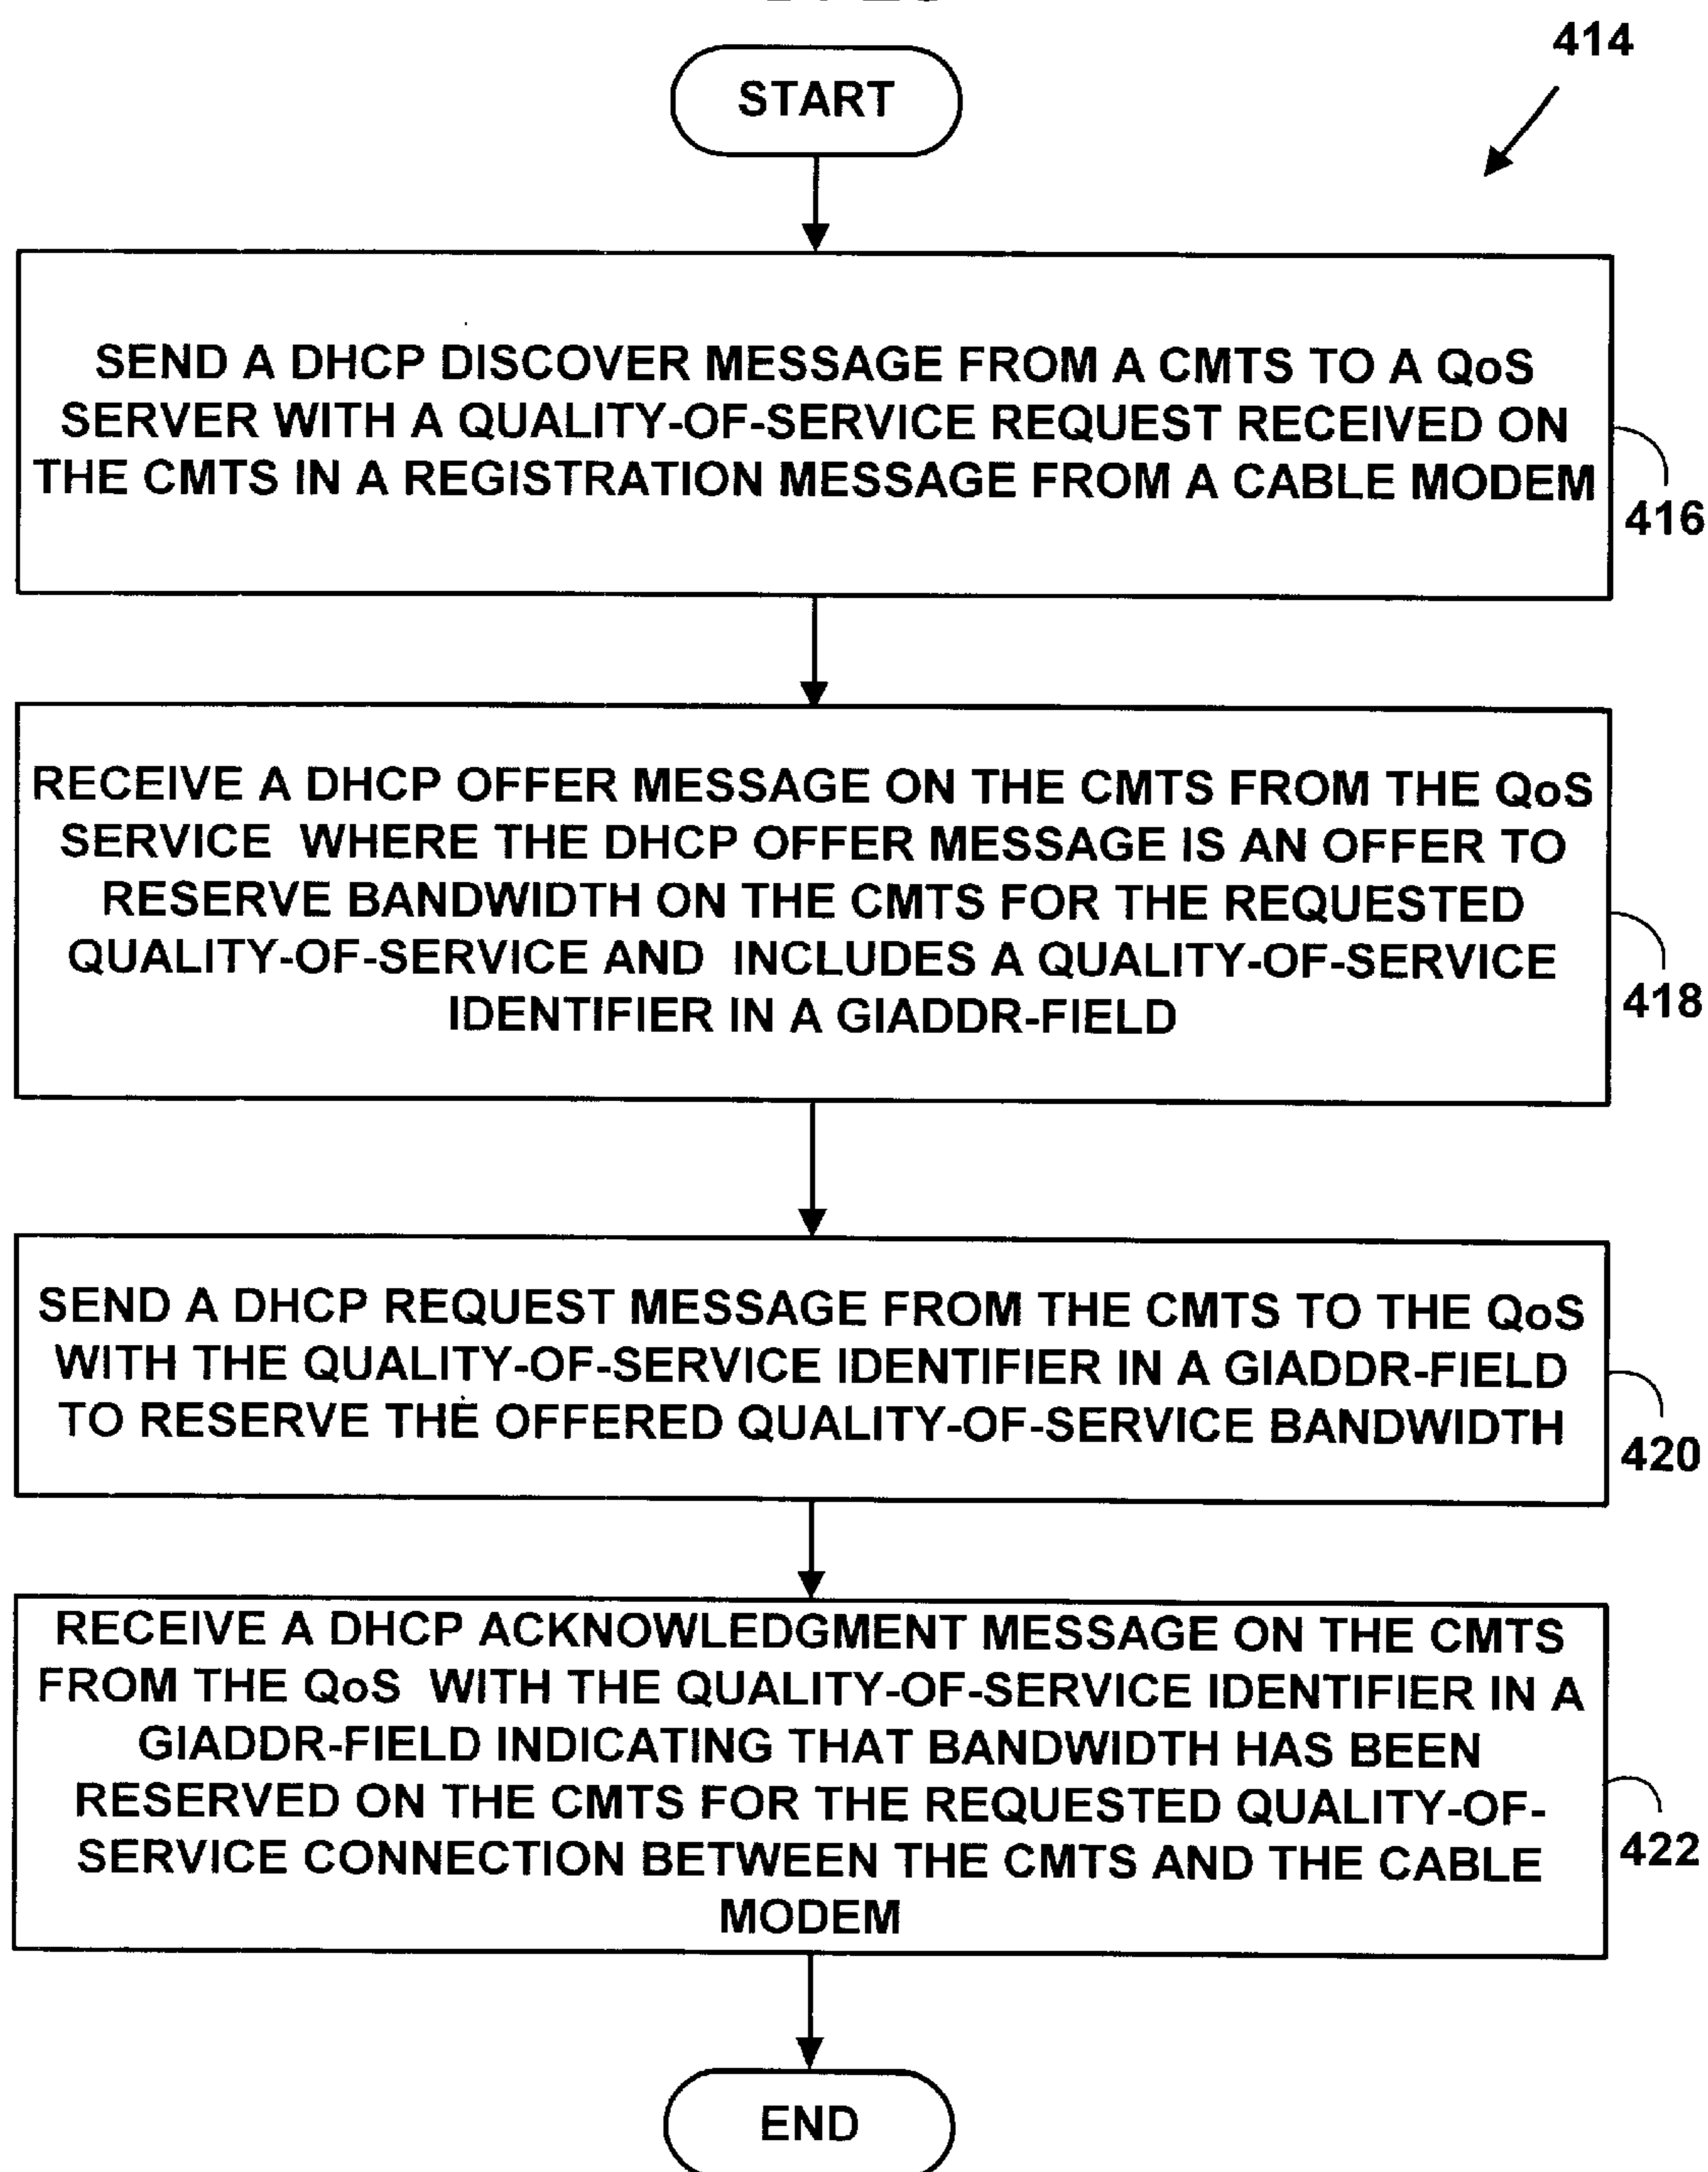 414
START
SEND A DHCP DISCOVER MESSAGE FROM A CMTS TO A QoS
SERVER WITH A QUALITY-OF-SERVICE REQUEST RECEIVED ON
THE CMTS IN A REGISTRATION MESSAGE FROM A CABLE MODEM
416
RECEIVE A DHCP OFFER MESSAGE ON THE CMTS FROM THE QoS
SERVICE WHERE THE DHCP OFFER MESSAGE IS AN OFFER TO
RESERVE BANDWIDTH ON THE CMTS FOR THE REQUESTED
QUALITY-OF-SERVICE AND INCLUDES A QUALITY-OF-SERVICE
IDENTIFIER IN A GIADDR-FIELD
418
SEND A DHCP REQUEST MESSAGE FROM THE CMTS TO THE QoS
WITH THE QUALITY-OF-SERVICE IDENTIFIER IN A GIADDR-FIELD
TO RESERVE THE OFFERED QUALITY-OF-SERVICE BANDWIDTH
420
RECEIVE A DHCP ACKNOWLEDGMENT MESSAGE ON THE CMTS
FROM THE QoS WITH THE QUALITY-OF-SERVICE IDENTIFIER IN A
GIADDR-FIELD INDICATING THAT BANDWIDTH HAS BEEN
RESERVED ON THE CMTS FOR THE REQUESTED QUALITY-OF-
SERVICE CONNECTION BETWEEN THE CMTS AND THE CABLE
MODEM
422
END